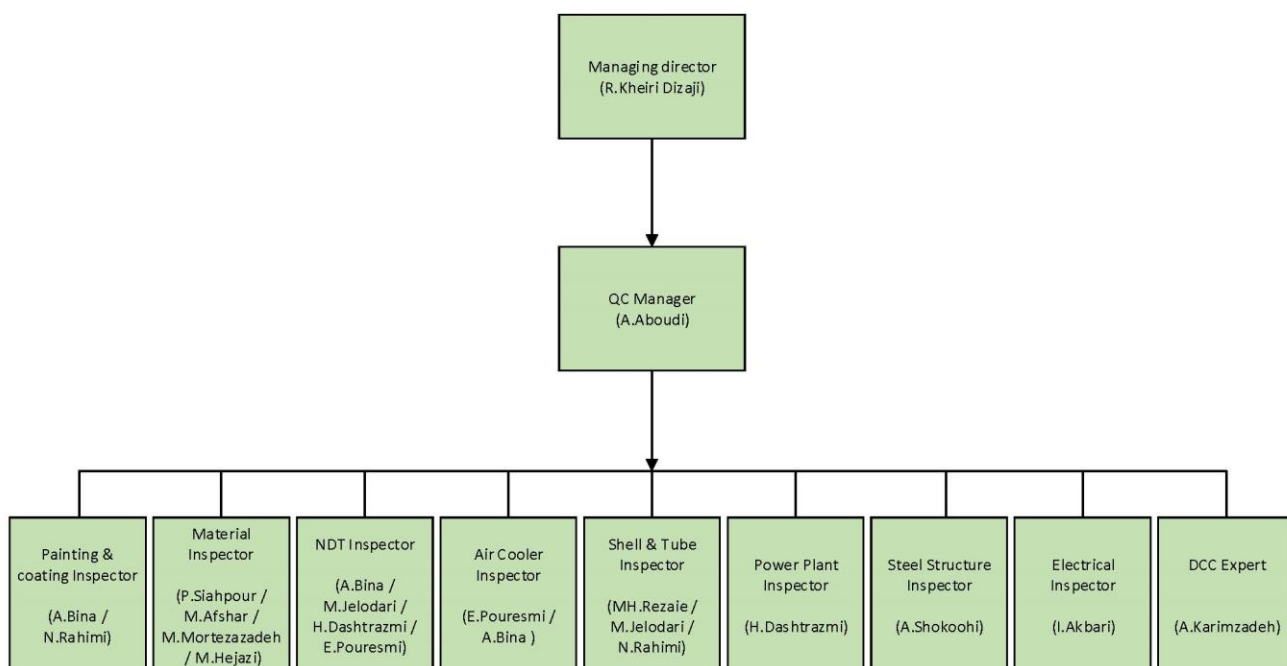 Managing director
(R.Kheiri Dizaji)
QC Manager
(A.Aboudi)
Painting &
coating Inspector
(A.Bina /
N.Rahimi)
Material
Inspector
(P.Siahpour /
M.Afshar /
M.Mortezazadeh
/ M.Hejazi)
NDT Inspector
(A.Bina /
M.Jelodari /
H.Dashtrazmi /
E.Pouresmi)
Air Cooler
Inspector
(E.Pouresmi /
A.Bina )
Shell & Tube
Inspector
(MH.Rezaie /
M.Jelodari /
N.Rahimi)
Power Plant
Inspector
(H.Dashtrazmi)
Steel Structure
Inspector
(A.Shokoohi)
Electrical
Inspector
(I.Akbari)
DCC Expert
(A.Karimzadeh)